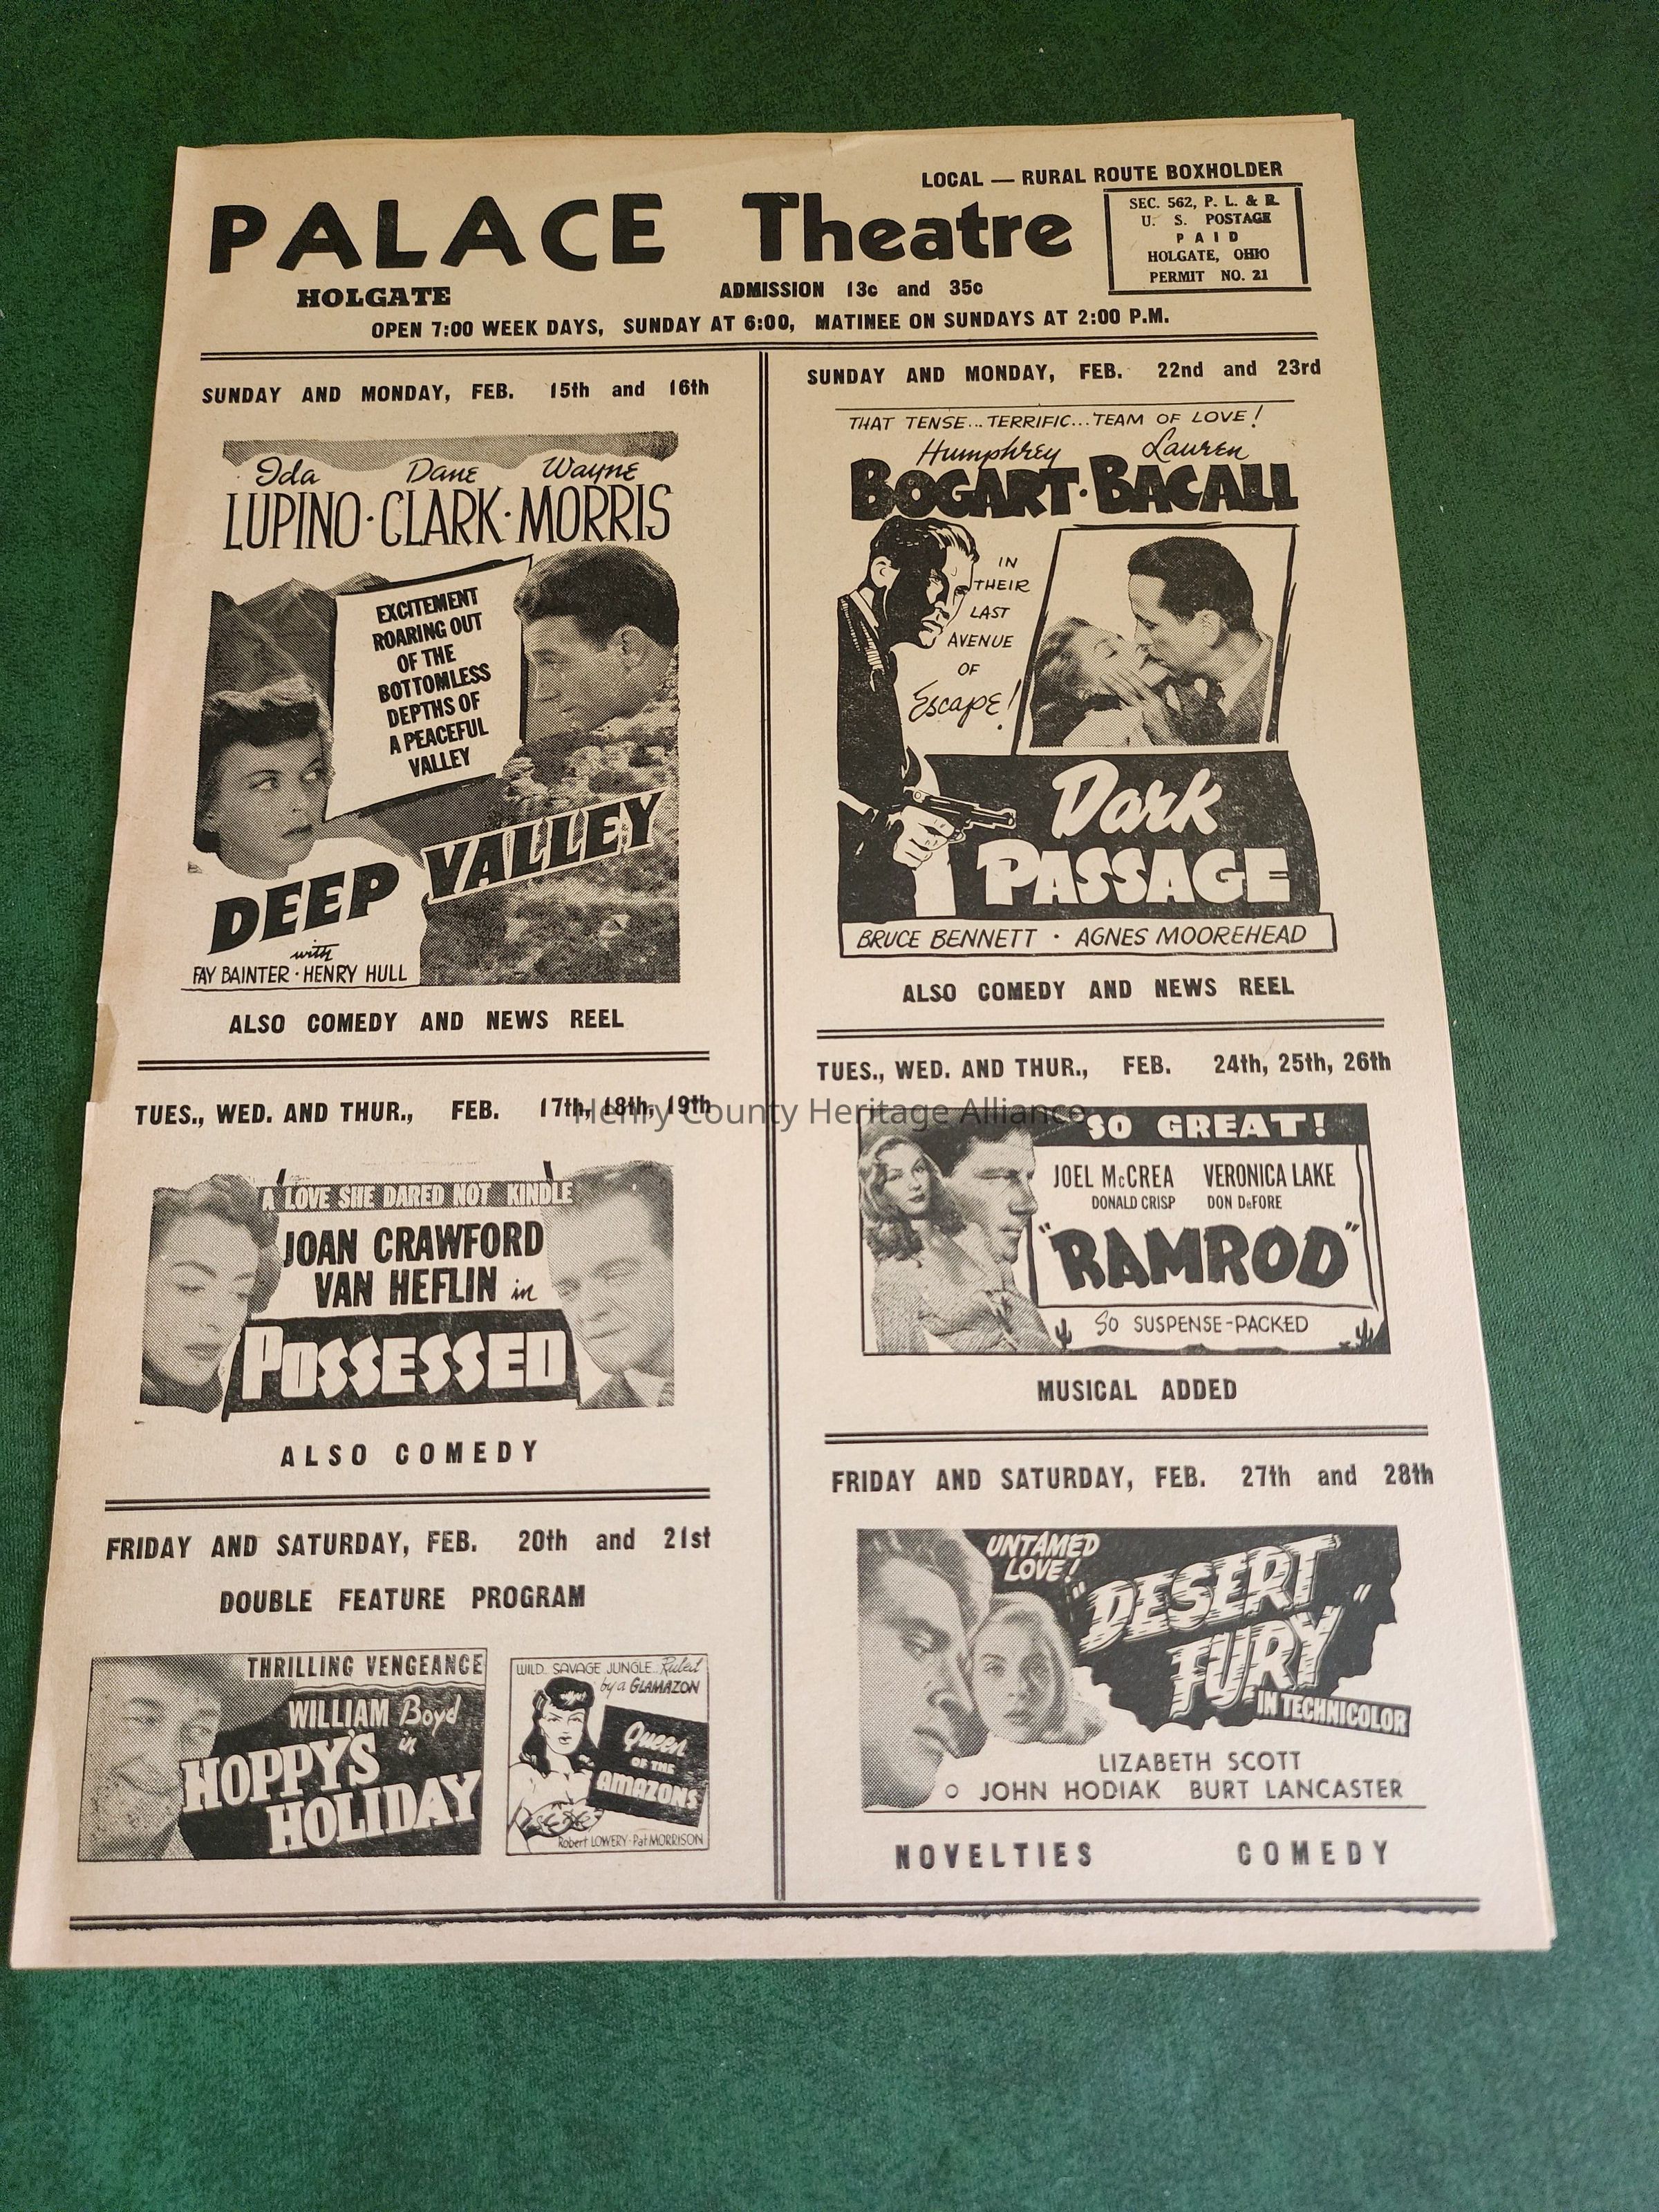 LOCAL — RURAL ROUTE BOXHOLDER
PALACE Theatre
SEC. 562, P. L. & R.
U. S. POSTAGE
PAID
HOLGATE, OHIO
PERMIT NO. 21
HOLGATE
ADMISSION 13c and 35c
OPEN 7:00 WEEK DAYS, SUNDAY AT 6:00, MATINEE ON SUNDAYS AT 2:00 P.M.
SUNDAY AND MONDAY, FEB. 15th and 16th
Ida Dane Wayne
LUPINO · CLARK · MORRIS
EXCITEMENT
ROARING OUT
OF THE
BOTTOMLESS
DEPTHS OF
A PEACEFUL
VALLEY
DEEP VALLEY
with
FAY BAINTER · HENRY HULL
ALSO COMEDY AND NEWS REEL
TUES., WED. AND THUR., FEB. 17th, 18th, 19th
A LOVE SHE DARED NOT KINDLE
JOAN CRAWFORD
VAN HEFLIN in
POSSESSED
ALSO COMEDY
FRIDAY AND SATURDAY, FEB. 20th and 21st
DOUBLE FEATURE PROGRAM
THRILLING VENGEANCE
WILLIAM Boyd
in
HOPPY'S
HOLIDAY
WILD.. SAVAGE JUNGLE.. Ruled
by a GLAMAZON
Queen
OF THE
AMAZONS
Robert LOWERY · Pat MORRISON
SUNDAY AND MONDAY, FEB. 22nd and 23rd
THAT TENSE... TERRIFIC... TEAM OF LOVE!
Humphrey Lauren
BOGART · BACALL
IN
THEIR
LAST
AVENUE
OF
Escape!
Dark
PASSAGE
BRUCE BENNETT · AGNES MOOREHEAD
ALSO COMEDY AND NEWS REEL
TUES., WED. AND THUR., FEB. 24th, 25th, 26th
Henry County Heritage Alliance
SO GREAT!
JOEL McCREA VERONICA LAKE
DONALD CRISP DON DeFORE
"RAMROD"
So SUSPENSE-PACKED
MUSICAL ADDED
FRIDAY AND SATURDAY, FEB. 27th and 28th
UNTAMED
LOVE!
"DESERT
FURY"
IN TECHNICOLOR
LIZABETH SCOTT
JOHN HODIAK BURT LANCASTER
NOVELTIES COMEDY